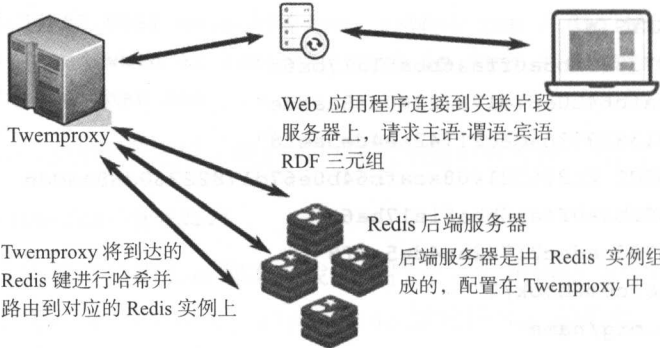 Web 应用程序连接到关联片段
服务器上，请求主语-谓语-宾语
RDF 三元组
Twemproxy
Redis 后端服务器
后端服务器是由 Redis 实例组
成的，配置在 Twemproxy 中
Twemproxy 将到达的
Redis 键进行哈希并
路由到对应的 Redis 实例上